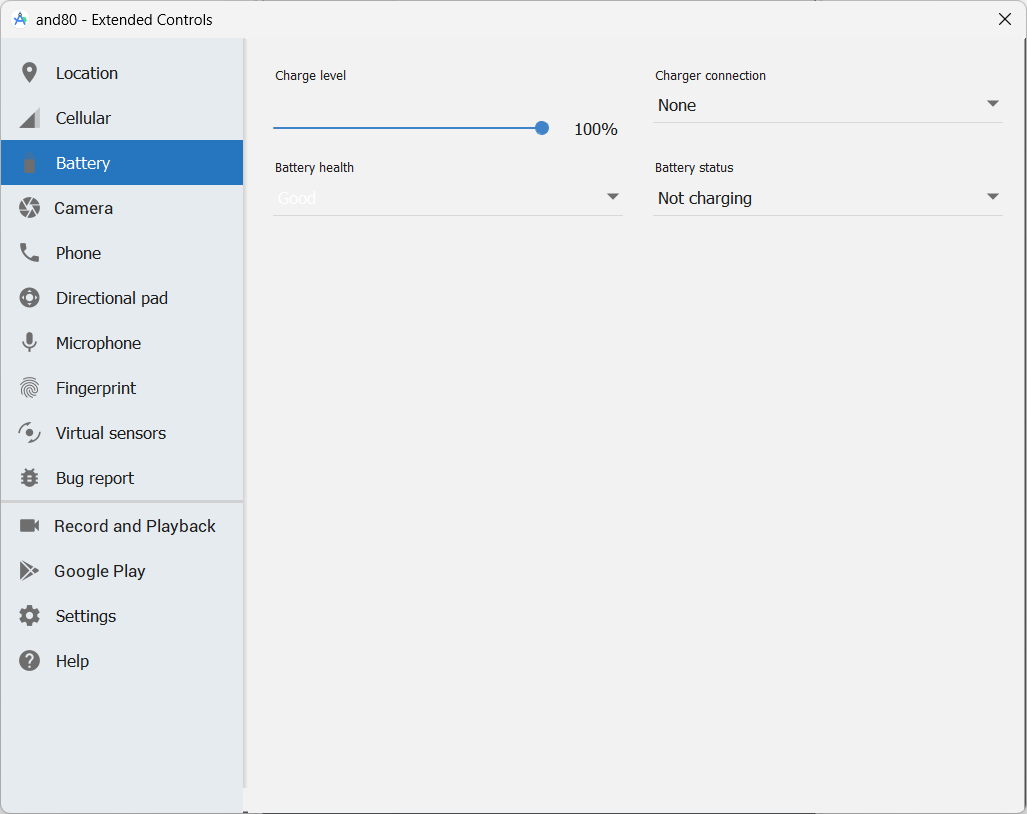 and80 - Extended Controls
Location
Cellular
Battery
Camera
Phone
Directional pad
Microphone
Fingerprint
Virtual sensors
Bug report
Record and Playback
Google Play
Settings
Help
Charge level
100%
Charger connection
None
Battery health
Good
Battery status
Not charging